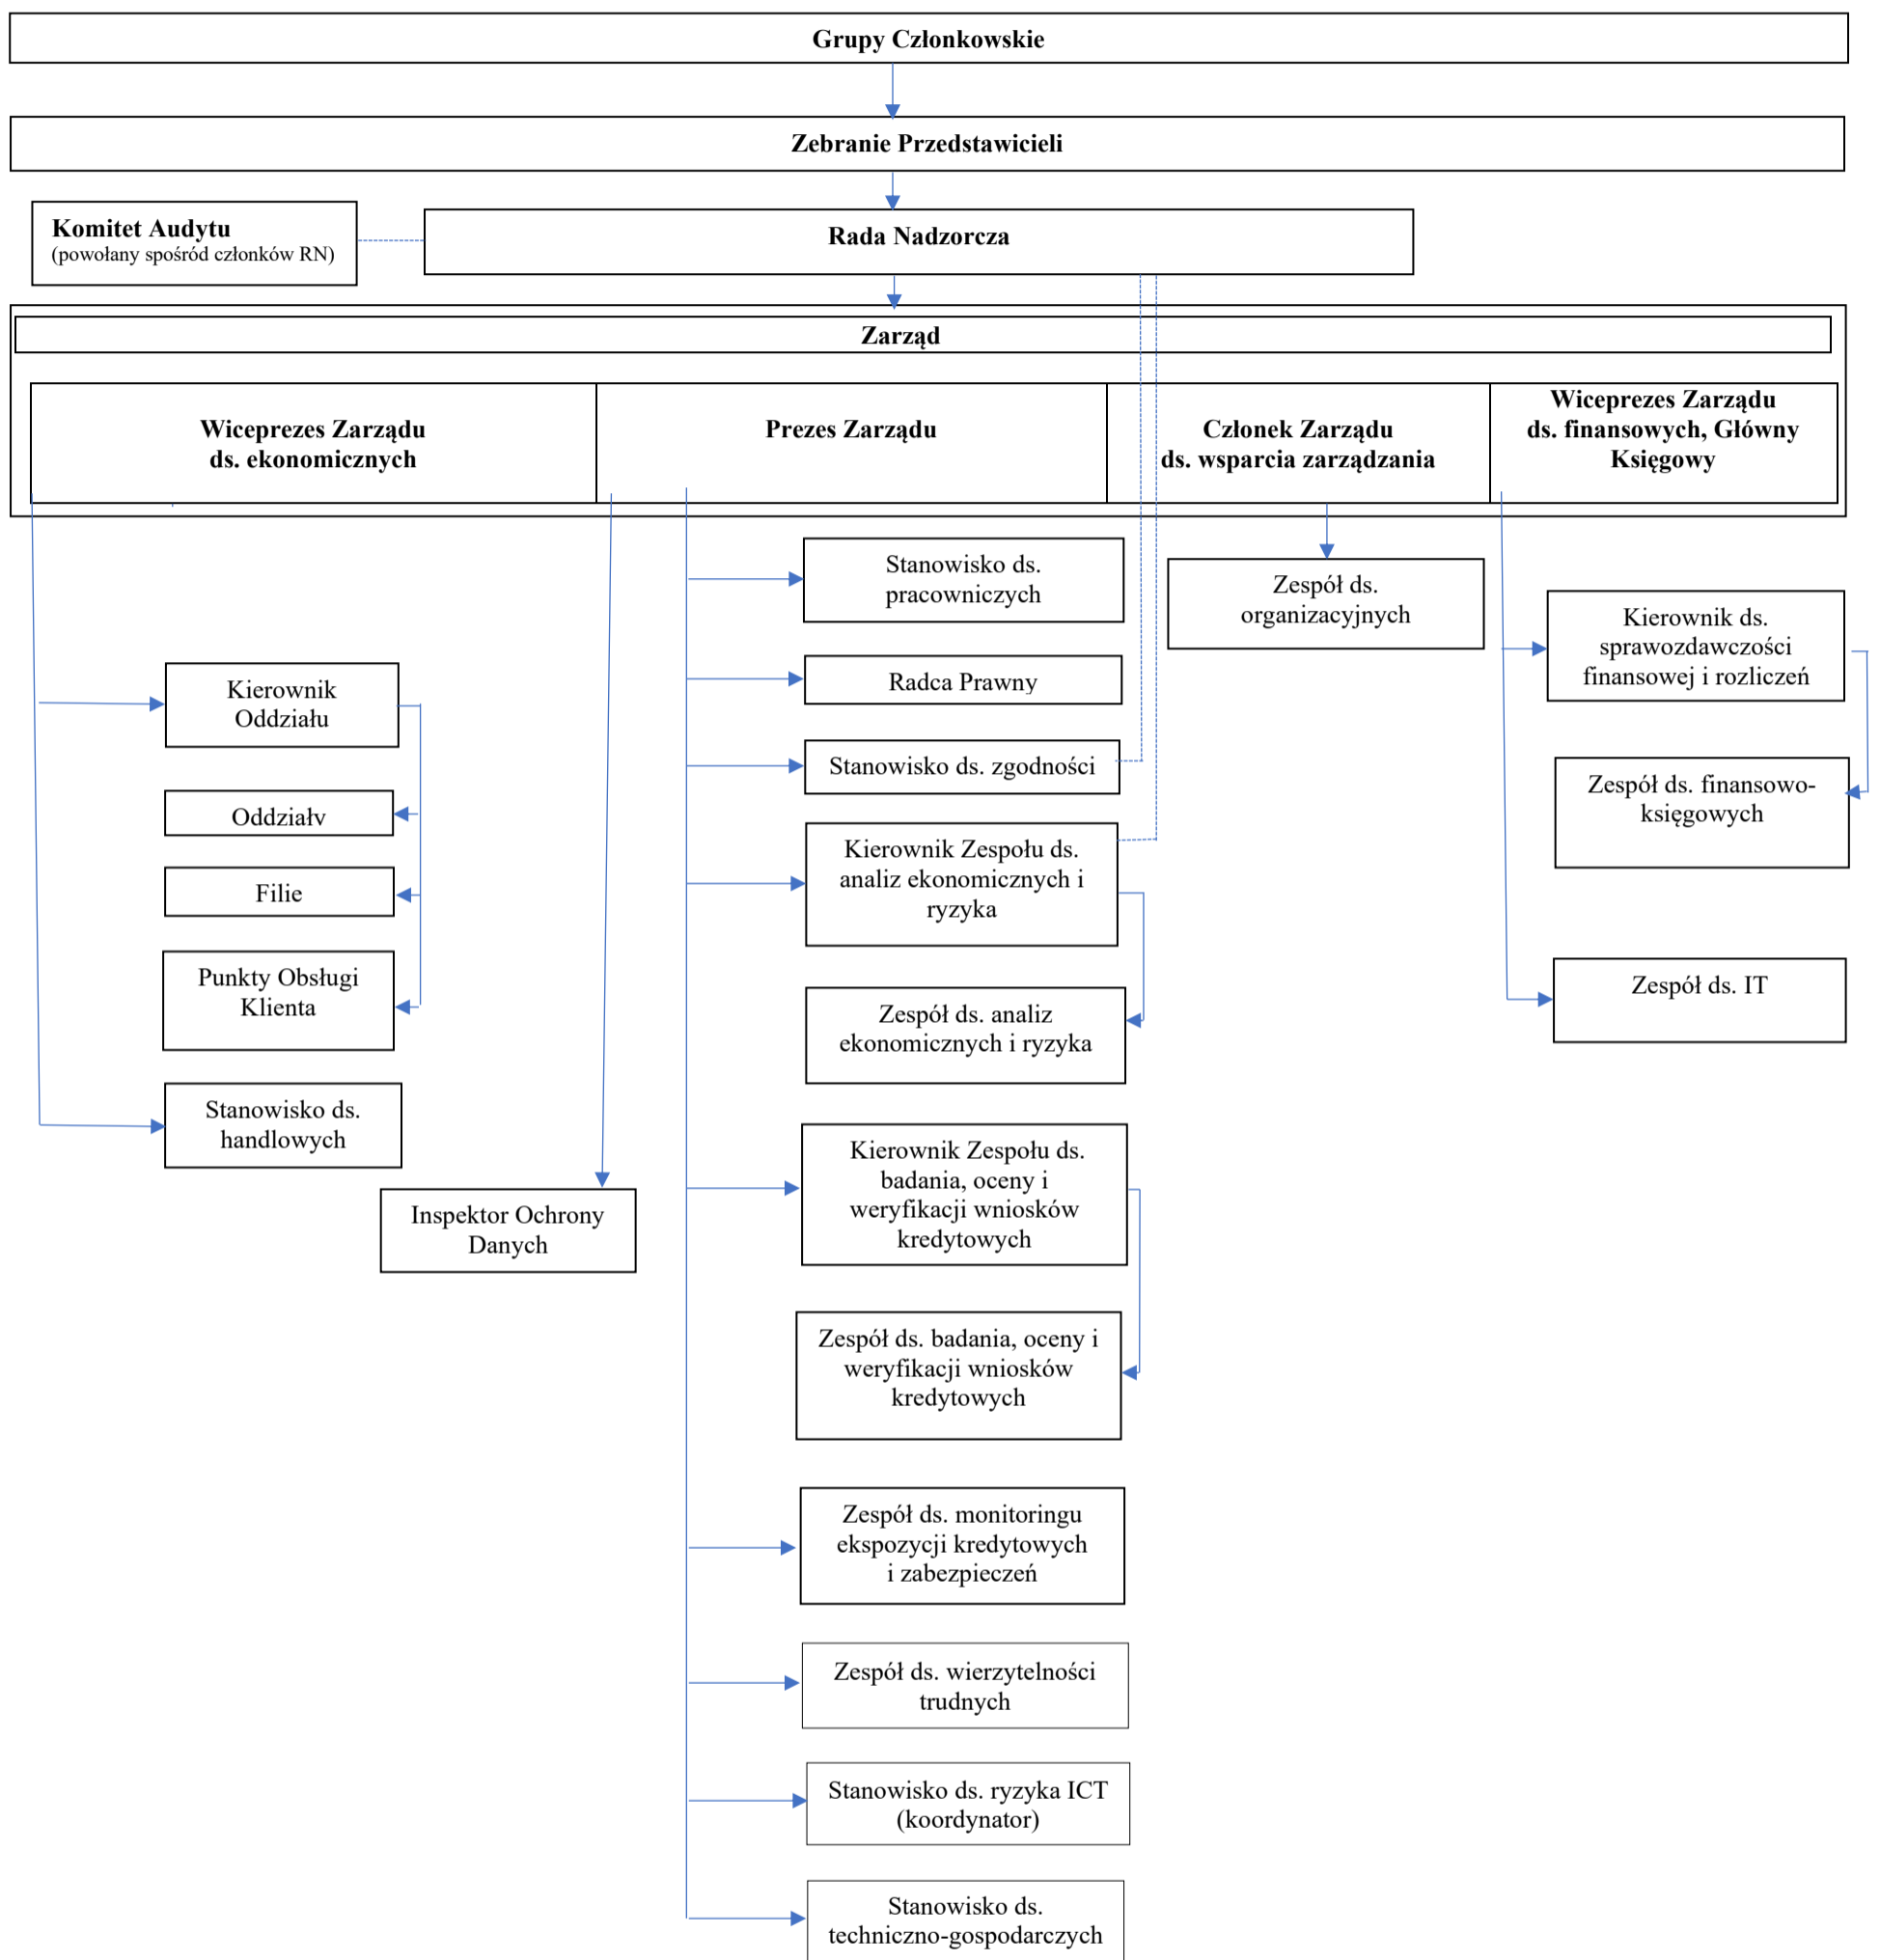 Grupy Członkowskie
Zebranie Przedstawicieli
Komitet Audytu
(powołany spośród członków RN)
Rada Nadzorcza
Zarząd
Wiceprezes Zarządu
ds. ekonomicznych
Prezes Zarządu
Członek Zarządu
ds. wsparcia zarządzania
Wiceprezes Zarządu
ds. finansowych, Główny
Księgowy
Kierownik
Oddziału
Oddziały
Filie
Punkty Obsługi
Klienta
Stanowisko ds.
handlowych
Inspektor Ochrony
Danych
Stanowisko ds.
pracowniczych
Radca Prawny
Stanowisko ds. zgodności
Kierownik Zespołu ds.
analiz ekonomicznych i
ryzyka
Zespół ds. analiz
ekonomicznych i ryzyka
Kierownik Zespołu ds.
badania, oceny i
weryfikacji wniosków
kredytowych
Zespół ds. badania, oceny i
weryfikacji wniosków
kredytowych
Zespół ds. monitoringu
ekspozycji kredytowych
i zabezpieczeń
Zespół ds. wierzytelności
trudnych
Stanowisko ds. ryzyka ICT
(koordynator)
Stanowisko ds.
techniczno-gospodarczych
Zespół ds.
organizacyjnych
Kierownik ds.
sprawozdawczości
finansowej i rozliczeń
Zespół ds. finansowo-
księgowych
Zespół ds. IT